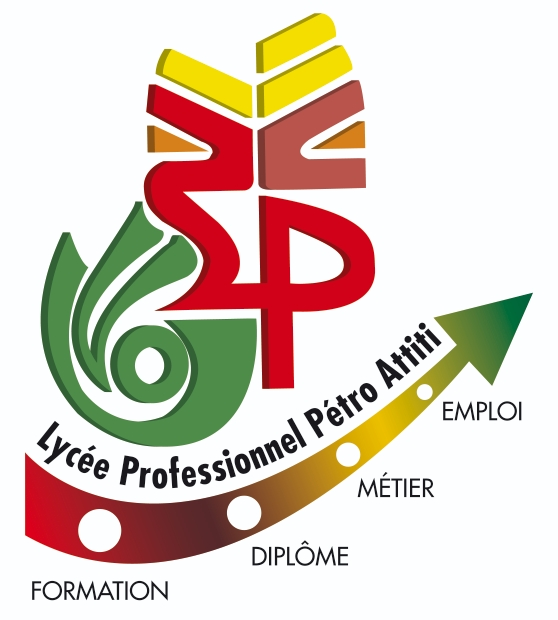 Lycée Professionnel Pétro Attiti
EMPLOI
MÉTIER
DIPLÔME
FORMATION